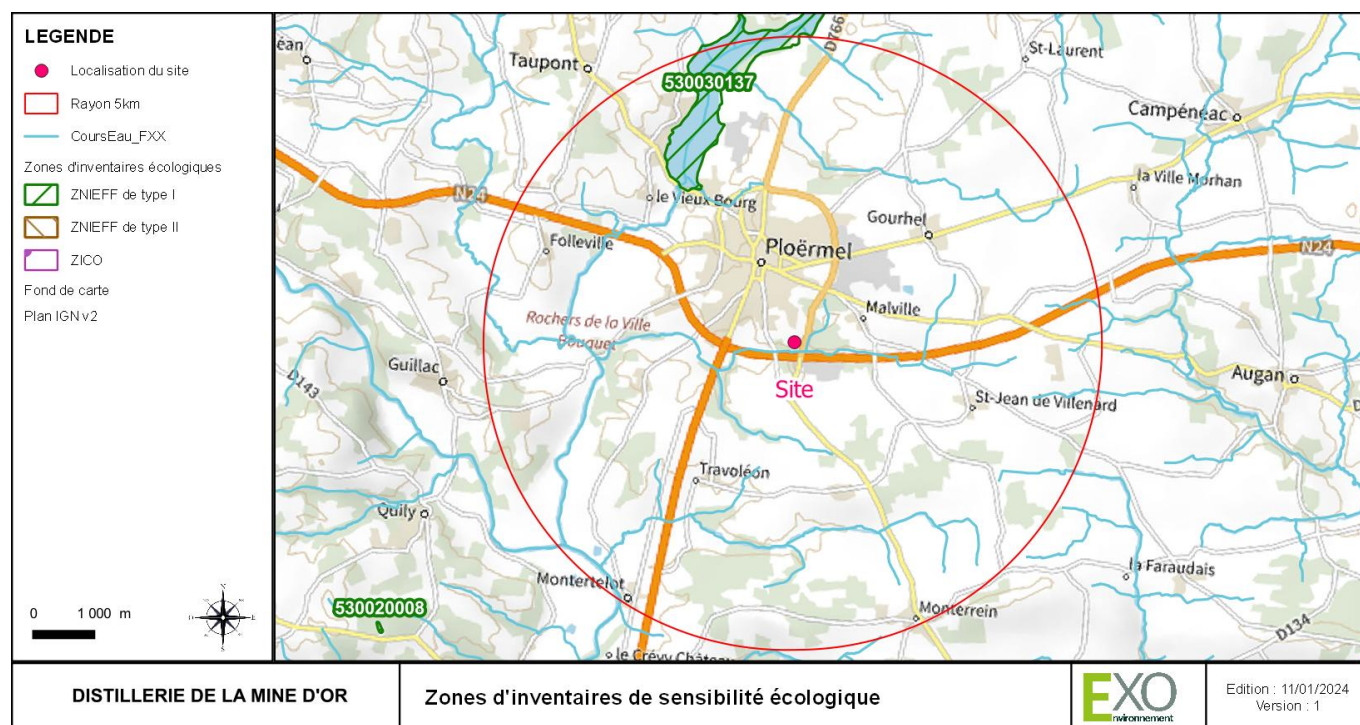 LEGENDE
Localisation du site
Rayon 5km
CoursEau_FXX
Zones d'inventaires écologiques
ZNIEFF de type I
ZNIEFF de type II
ZICO
Fond de carte
Plan IGN v2
0 1 000 m
N
E
éan
Taupont
530030137
D766
St-Laurent
Campénéac
la Ville Morhan
N24
le Vieux Bourg
Gourhel
Folleville
Ploërmel
N24
Malville
Rochers de la Ville
Bouquet
Guillac
D143
Site
Augan
St-Jean de Villenard
D
Travoléon
Quily
Montertelot
la Faraudais
530020008
Monterrein
D134
le Crévy Château
DISTILLERIE DE LA MINE D'OR
Zones d'inventaires de sensibilité écologique
EXO
nvironnement
Edition : 11/01/2024
Version : 1